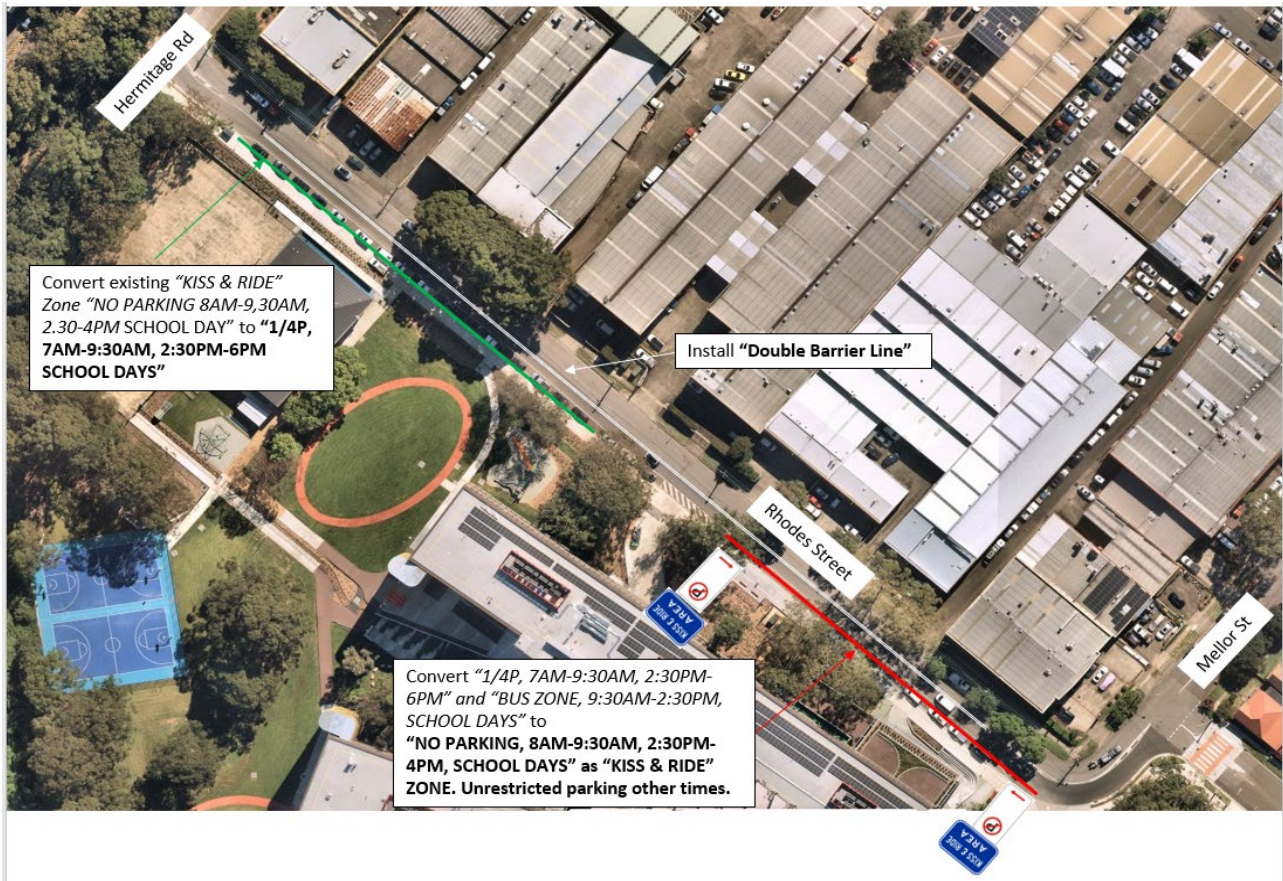 Hermitage Rd
Convert existing “KISS & RIDE”
Zone “NO PARKING 8AM-9,30AM,
2.30-4PM SCHOOL DAY” to “1/4P,
7AM-9:30AM, 2:30PM-6PM
SCHOOL DAYS”
Install “Double Barrier Line”
Rhodes Street
Mellor St
P
KISS & RIDE
AREA
Convert “1/4P, 7AM-9:30AM, 2:30PM-
6PM” and “BUS ZONE, 9:30AM-2:30PM,
SCHOOL DAYS” to
“NO PARKING, 8AM-9:30AM, 2:30PM-
4PM, SCHOOL DAYS” as “KISS & RIDE”
ZONE. Unrestricted parking other times.
P
KISS & RIDE
AREA